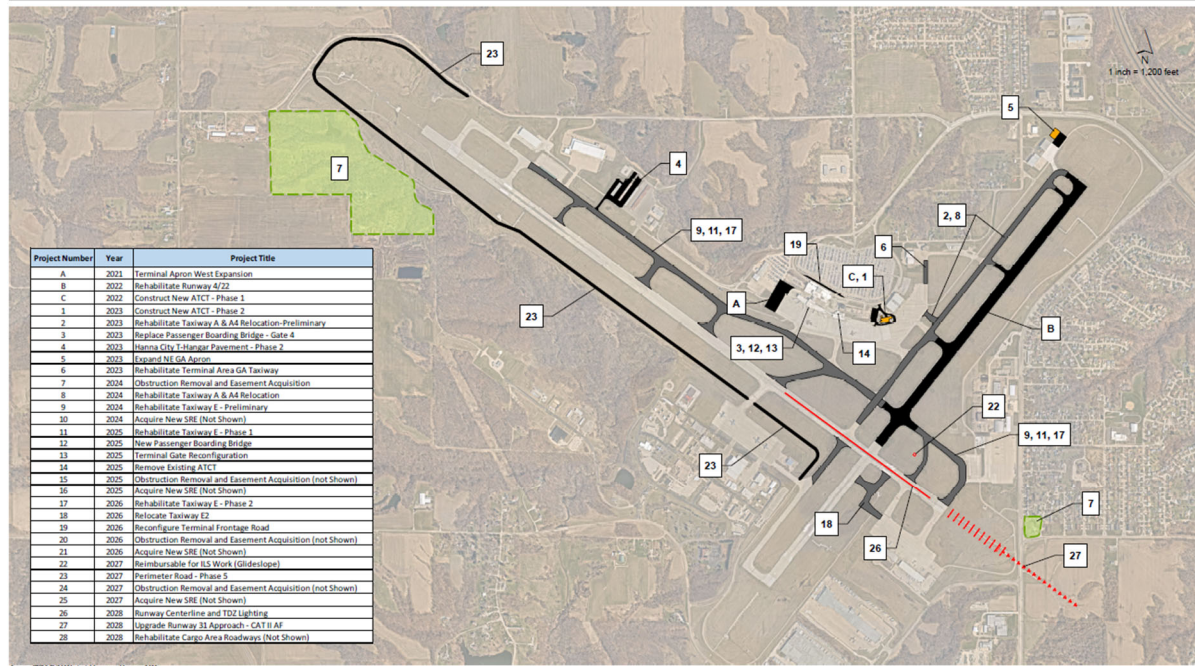 23
N
1 inch = 1,200 feet
5
7
4
2, 8
9, 11, 17
19
6
C, 1
A
23
B
3, 12, 13
14
22
9, 11, 17
23
7
18
26
27
Project Number Year Project Title
A 2021 Terminal Apron West Expansion
B 2022 Rehabilitate Runway 4/22
C 2022 Construct New ATCT - Phase 1
1 2023 Construct New ATCT - Phase 2
2 2023 Rehabilitate Taxiway A & A4 Relocation-Preliminary
3 2023 Replace Passenger Boarding Bridge - Gate 4
4 2023 Hanna City T-Hangar Pavement - Phase 2
5 2023 Expand NE GA Apron
6 2023 Rehabilitate Terminal Area GA Taxiway
7 2024 Obstruction Removal and Easement Acquisition
8 2024 Rehabilitate Taxiway A & A4 Relocation
9 2024 Rehabilitate Taxiway E - Preliminary
10 2024 Acquire New SRE (Not Shown)
11 2025 Rehabilitate Taxiway E - Phase 1
12 2025 New Passenger Boarding Bridge
13 2025 Terminal Gate Reconfiguration
14 2025 Remove Existing ATCT
15 2025 Obstruction Removal and Easement Acquisition (not Shown)
16 2025 Acquire New SRE (Not Shown)
17 2026 Rehabilitate Taxiway E - Phase 2
18 2026 Relocate Taxiway E2
19 2026 Reconfigure Terminal Frontage Road
20 2026 Obstruction Removal and Easement Acquisition (not Shown)
21 2026 Acquire New SRE (Not Shown)
22 2027 Reimbursable for ILS Work (Glideslope)
23 2027 Perimeter Road - Phase 5
24 2027 Obstruction Removal and Easement Acquisition (not Shown)
25 2027 Acquire New SRE (Not Shown)
26 2028 Runway Centerline and TDZ Lighting
27 2028 Upgrade Runway 31 Approach - CAT II AF
28 2028 Rehabilitate Cargo Area Roadways (Not Shown)